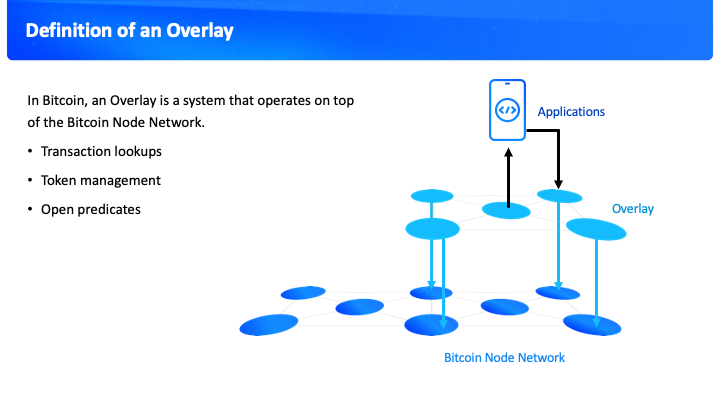 Definition of an Overlay
In Bitcoin, an Overlay is a system that operates on top
of the Bitcoin Node Network.
• Transaction lookups
• Token management
• Open predicates
</>
Applications
Overlay
Bitcoin Node Network